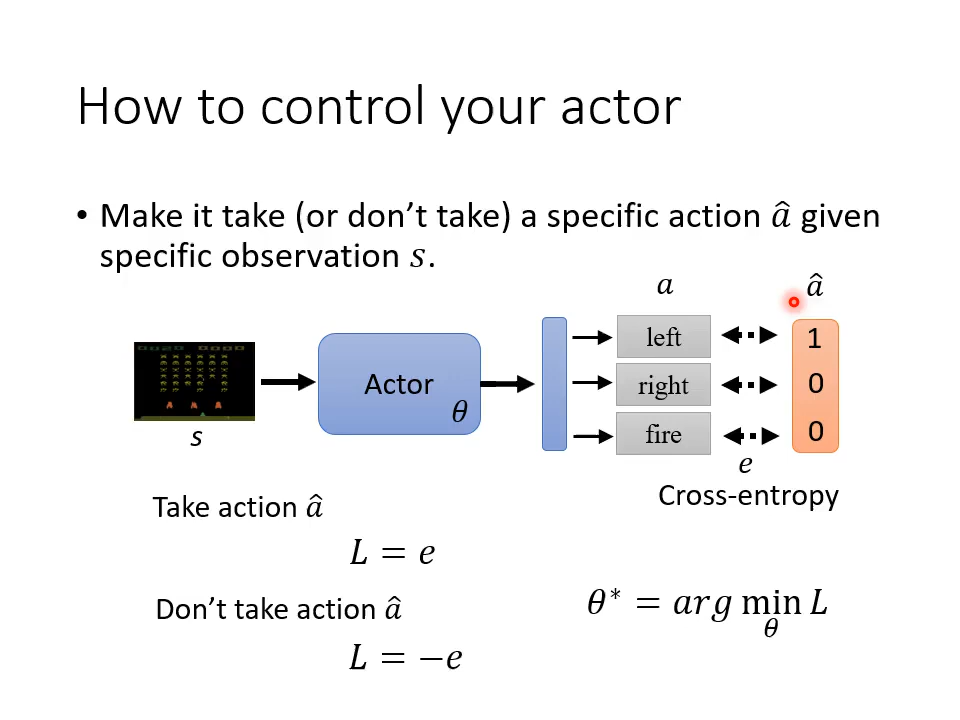 How to control your actor
• Make it take (or don't take) a specific action â given
specific observation s.
a
â
left
1
Actor
right
0
θ
fire
0
s
e
Cross-entropy
Take action â
L = e
Don't take action â
θ* = arg min L
θ
L = −e